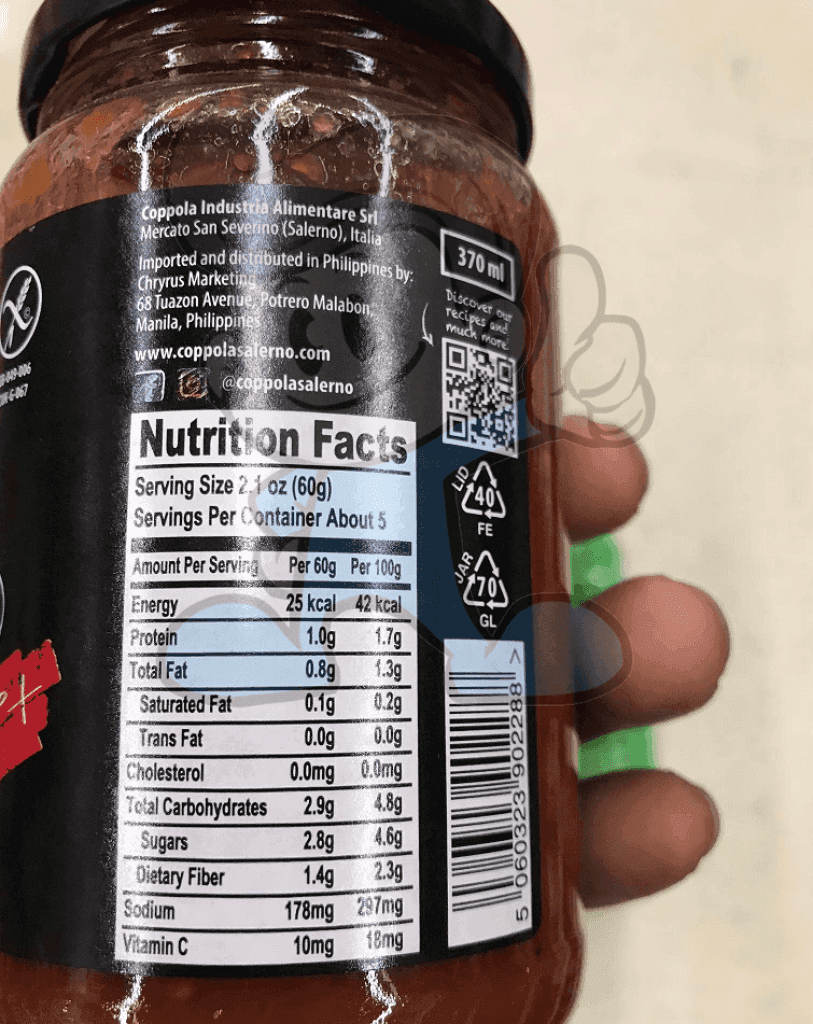 Coppola Industria Alimentare Srl
Mercato San Severino (Salerno), Italia
Imported and distributed in Philippines by:
Chryrus Marketing
68 Tuazon Avenue, Potrero Malabon,
Manila, Philippines
www.coppolasalerno.com
@coppolasalerno
370 ml
Discover our
recipes and
much more.
LID
40
FE
JAR
70
GL
Nutrition Facts
Serving Size 2.1 oz (60g)
Servings Per Container About 5
Amount Per Serving Per 60g Per 100g
Energy 25 kcal 42 kcal
Protein 1.0g 1.7g
Total Fat 0.8g 1.3g
Saturated Fat 0.1g 0.2g
Trans Fat 0.0g 0.0g
Cholesterol 0.0mg 0.0mg
Total Carbohydrates 2.9g 4.8g
Sugars 2.8g 4.6g
Dietary Fiber 1.4g 2.3g
Sodium 178mg 297mg
Vitamin C 10mg 18mg
5 060323 902288 >